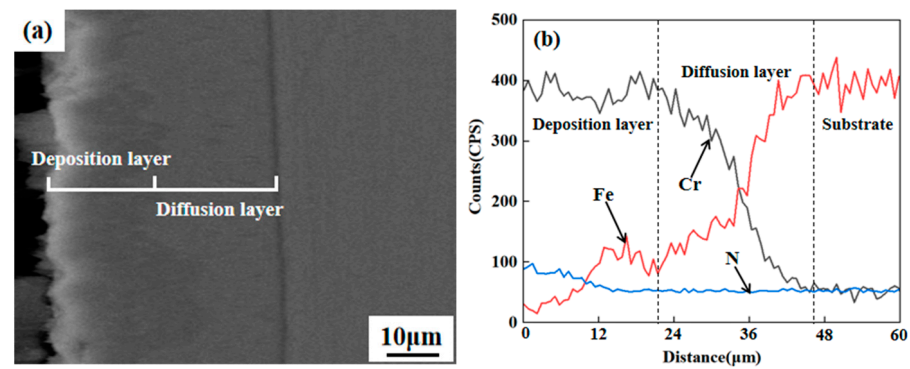 (a)
Deposition layer
Diffusion layer
10μm
(b)
500
400
300
200
100
0
Counts(CPS)
Deposition layer
Diffusion layer
Substrate
Cr
Fe
N
0 12 24 36 48 60
Distance(μm)